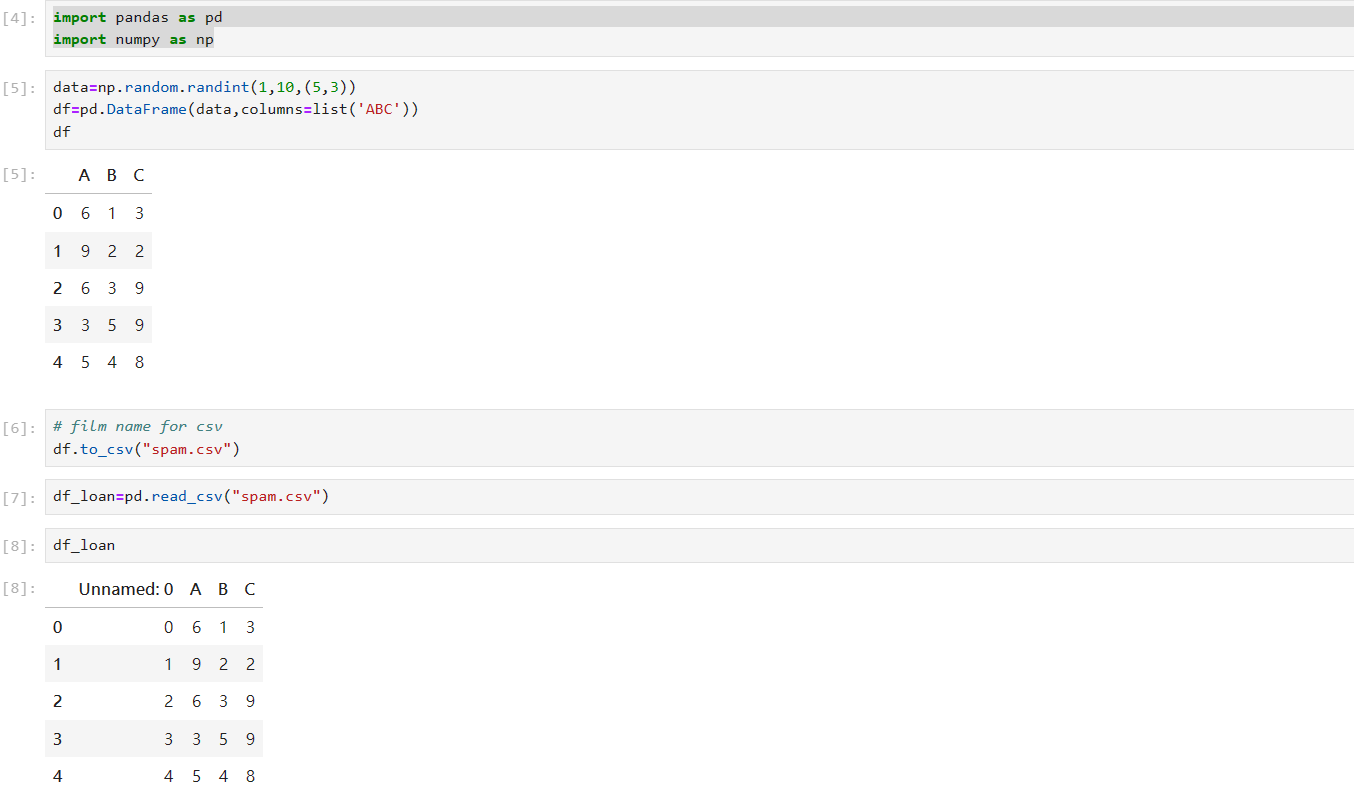 [4]: import pandas as pd
import numpy as np
[5]: data=np.random.randint(1,10,(5,3))
df=pd.DataFrame(data,columns=list('ABC'))
df
[5]: A B C
0 6 1 3
1 9 2 2
2 6 3 9
3 3 5 9
4 5 4 8
[6]: # film name for csv
df.to_csv("spam.csv")
[7]: df_loan=pd.read_csv("spam.csv")
[8]: df_loan
[8]: Unnamed: 0 A B C
0 0 6 1 3
1 1 9 2 2
2 2 6 3 9
3 3 3 5 9
4 4 5 4 8